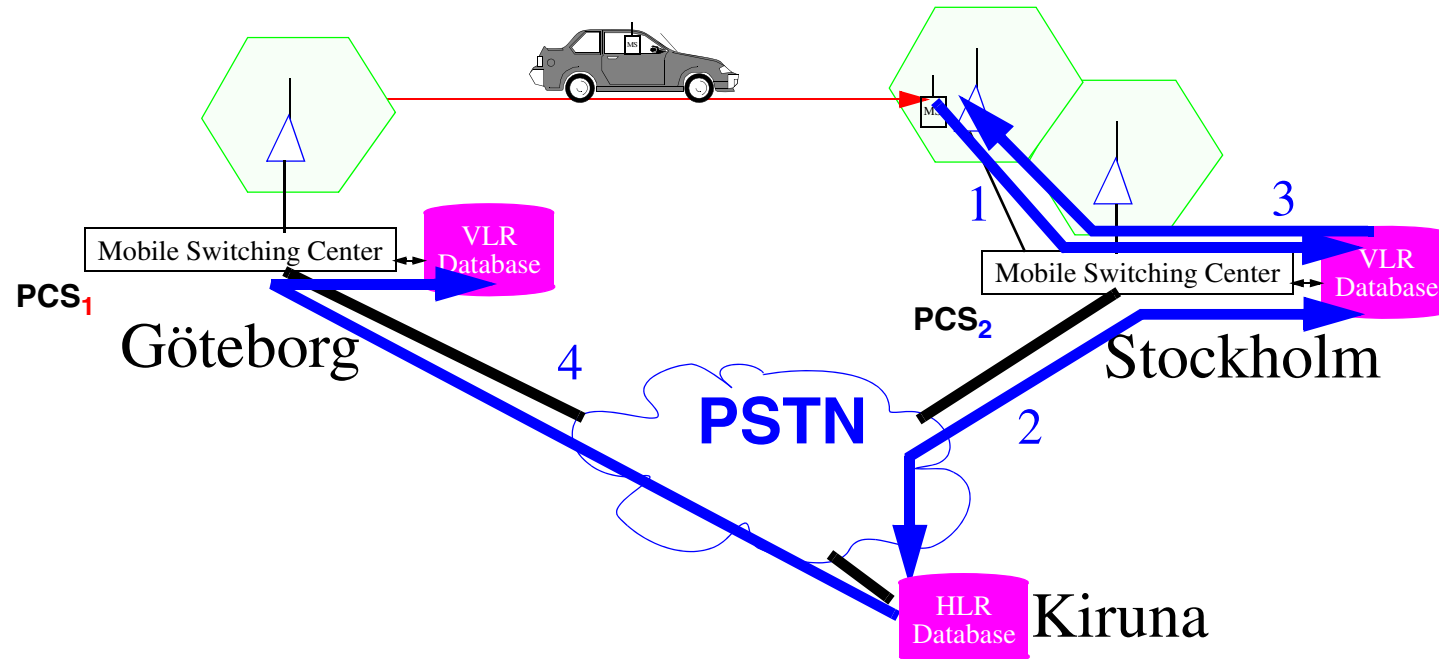 MS
MS
1
3
Mobile Switching Center
VLR
Database
PCS1
Göteborg
Mobile Switching Center
VLR
Database
PCS2
Stockholm
4
PSTN
2
HLR
Database
Kiruna